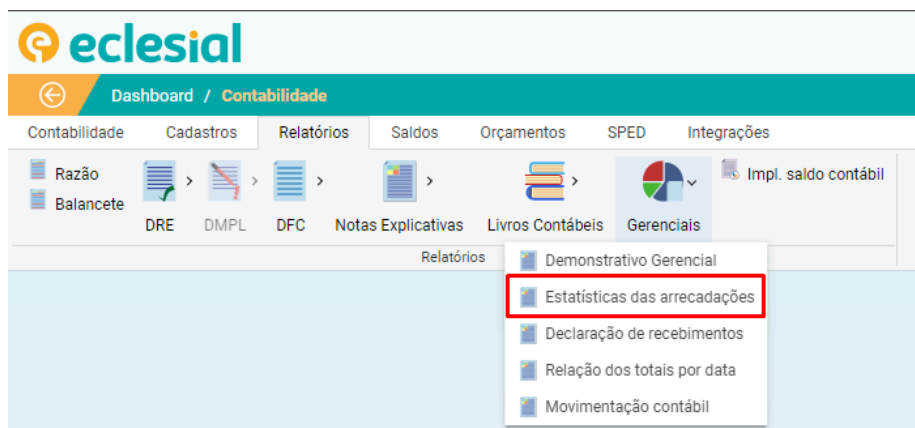 eclesial
Dashboard / Contabilidade
Contabilidade Cadastros Relatórios Saldos Orçamentos SPED Integrações
Razão
Balancete
DRE DMPL DFC Notas Explicativas Livros Contábeis Gerenciais
Impl. saldo contábil
Relatórios
Demonstrativo Gerencial
Estatísticas das arrecadações
Declaração de recebimentos
Relação dos totais por data
Movimentação contábil